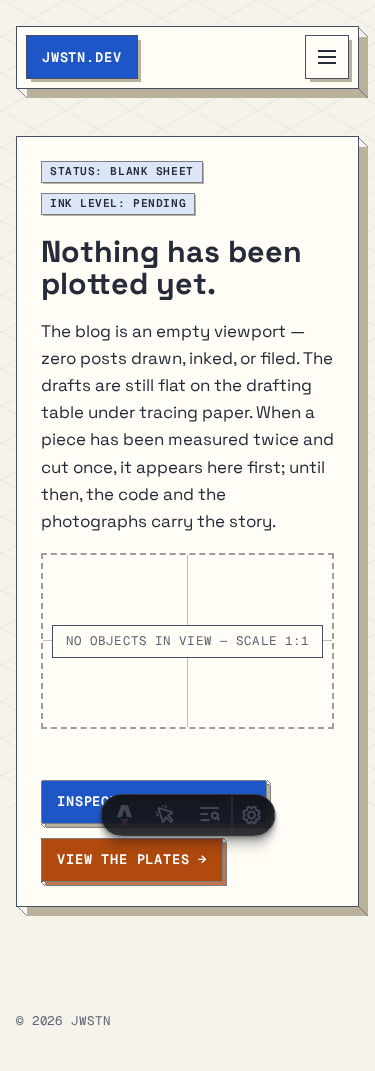 JWSTN.DEV
STATUS: BLANK SHEET
INK LEVEL: PENDING
Nothing has been
plotted yet.
The blog is an empty viewport —
zero posts drawn, inked, or filed. The
drafts are still flat on the drafting
table under tracing paper. When a
piece has been measured twice and
cut once, it appears here first; until
then, the code and the
photographs carry the story.
NO OBJECTS IN VIEW — SCALE 1:1
VIEW THE PLATES →
© 2026 JWSTN